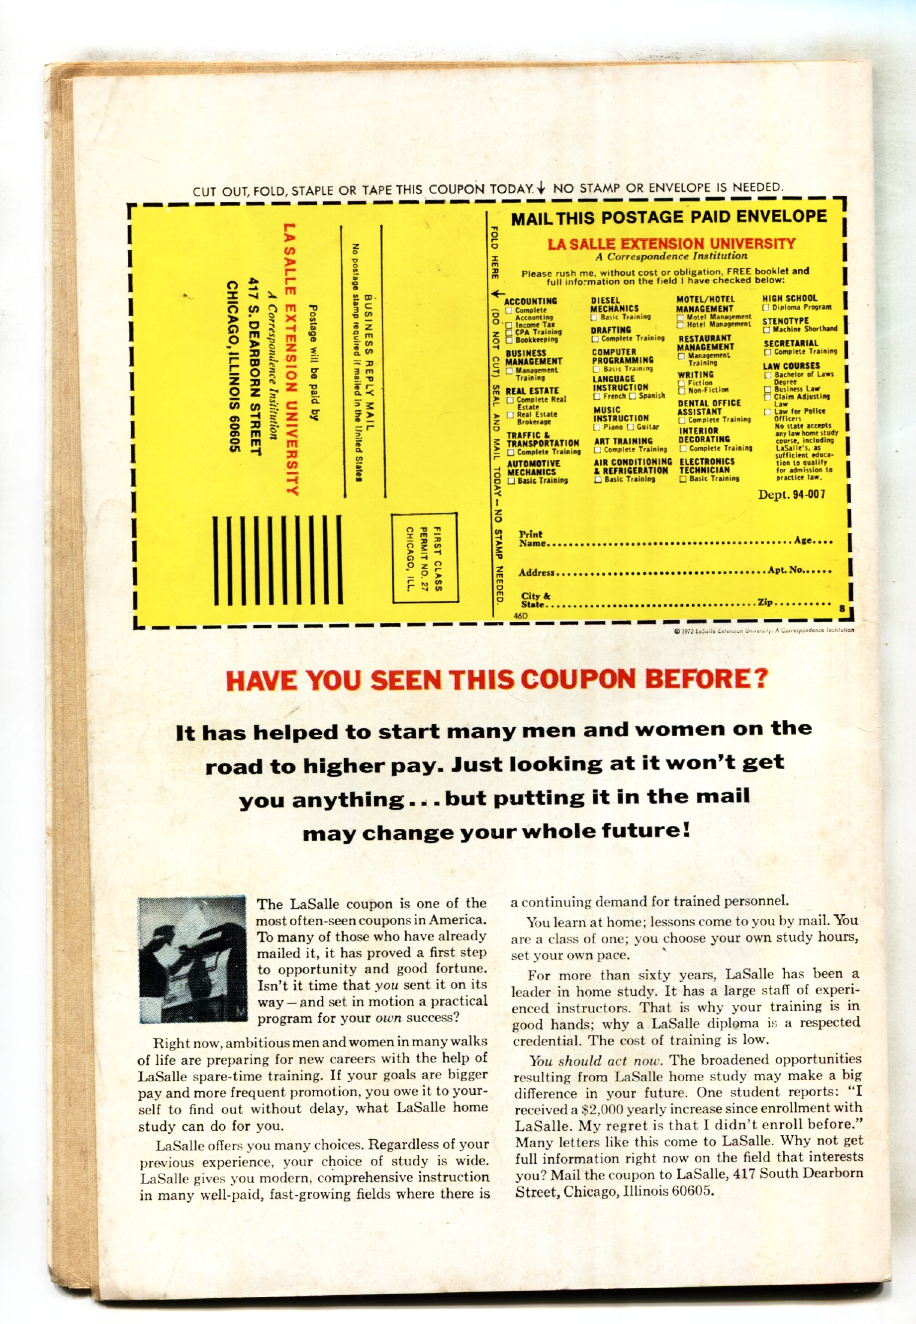 CUT OUT, FOLD, STAPLE OR TAPE THIS COUPON TODAY. ↓ NO STAMP OR ENVELOPE IS NEEDED.
Postage will be paid by
LA SALLE EXTENSION UNIVERSITY
A Correspondence Institution
417 S. DEARBORN STREET
CHICAGO, ILLINOIS 60605
BUSINESS REPLY MAIL
No postage stamp required if mailed in the United States
FIRST CLASS
PERMIT NO. 27
CHICAGO, ILL.
FOLD HERE ↓ (DO NOT CUT) SEAL AND MAIL TODAY — NO STAMP NEEDED.
MAIL THIS POSTAGE PAID ENVELOPE
LA SALLE EXTENSION UNIVERSITY
A Correspondence Institution
Please rush me, without cost or obligation, FREE booklet and
full information on the field I have checked below:
ACCOUNTING
☐ Complete
Accounting
☐ Income Tax
☐ CPA Training
☐ Bookkeeping
BUSINESS
MANAGEMENT
☐ Management
Training
REAL ESTATE
☐ Complete Real
Estate
☐ Real Estate
Brokerage
TRAFFIC &
TRANSPORTATION
☐ Complete Training
AUTOMOTIVE
MECHANICS
☐ Basic Training
DIESEL
MECHANICS
☐ Basic Training
DRAFTING
☐ Complete Training
COMPUTER
PROGRAMMING
☐ Basic Training
LANGUAGE
INSTRUCTION
☐ French ☐ Spanish
MUSIC
INSTRUCTION
☐ Piano ☐ Guitar
ART TRAINING
☐ Complete Training
AIR CONDITIONING
& REFRIGERATION
☐ Basic Training
MOTEL/HOTEL
MANAGEMENT
☐ Motel Management
☐ Hotel Management
RESTAURANT
MANAGEMENT
☐ Management
Training
WRITING
☐ Fiction
☐ Non-Fiction
DENTAL OFFICE
ASSISTANT
☐ Complete Training
INTERIOR
DECORATING
☐ Complete Training
ELECTRONICS
TECHNICIAN
☐ Basic Training
HIGH SCHOOL
☐ Diploma Program
STENOTYPE
☐ Machine Shorthand
SECRETARIAL
☐ Complete Training
LAW COURSES
☐ Bachelor of Laws
Degree
☐ Business Law
☐ Claim Adjusting
Law
☐ Law for Police
Officers
No state accepts
any law home study
course, including
LaSalle's, as
sufficient educa-
tion to qualify
for admission to
practice law.
Dept. 94-007
Print
Name.......... Age....
Address.......... Apt. No......
City &
State.......... Zip..........
46D
8
© 1972 LaSalle Extension University, A Correspondence Institution
HAVE YOU SEEN THIS COUPON BEFORE?
It has helped to start many men and women on the
road to higher pay. Just looking at it won't get
you anything...but putting it in the mail
may change your whole future!
The LaSalle coupon is one of the
most often-seen coupons in America.
To many of those who have already
mailed it, it has proved a first step
to opportunity and good fortune.
Isn't it time that you sent it on its
way – and set in motion a practical
program for your own success?
Right now, ambitious men and women in many walks
of life are preparing for new careers with the help of
LaSalle spare-time training. If your goals are bigger
pay and more frequent promotion, you owe it to your-
self to find out without delay, what LaSalle home
study can do for you.
LaSalle offers you many choices. Regardless of your
previous experience, your choice of study is wide.
LaSalle gives you modern, comprehensive instruction
in many well-paid, fast-growing fields where there is
a continuing demand for trained personnel.
You learn at home; lessons come to you by mail. You
are a class of one; you choose your own study hours,
set your own pace.
For more than sixty years, LaSalle has been a
leader in home study. It has a large staff of experi-
enced instructors. That is why your training is in
good hands; why a LaSalle diploma is a respected
credential. The cost of training is low.
You should act now. The broadened opportunities
resulting from LaSalle home study may make a big
difference in your future. One student reports: “I
received a $2,000 yearly increase since enrollment with
LaSalle. My regret is that I didn't enroll before.”
Many letters like this come to LaSalle. Why not get
full information right now on the field that interests
you? Mail the coupon to LaSalle, 417 South Dearborn
Street, Chicago, Illinois 60605.